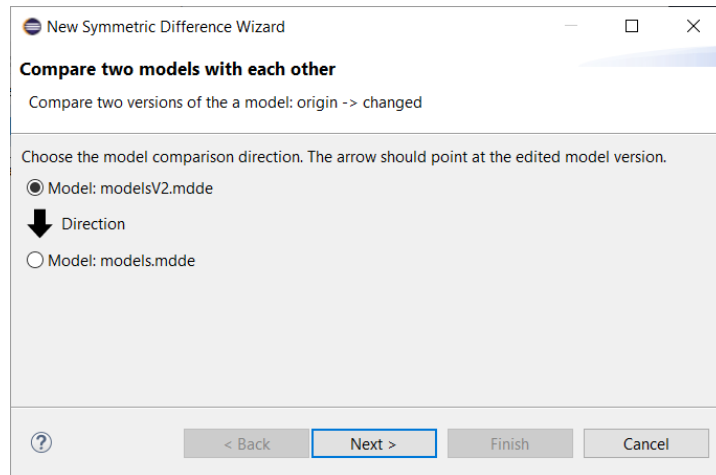 New Symmetric Difference Wizard
Compare two models with each other
Compare two versions of the a model: origin -> changed
Choose the model comparison direction. The arrow should point at the edited model version.
Model: modelsV2.mdde
Direction
Model: models.mdde
?
< Back
Next >
Finish
Cancel